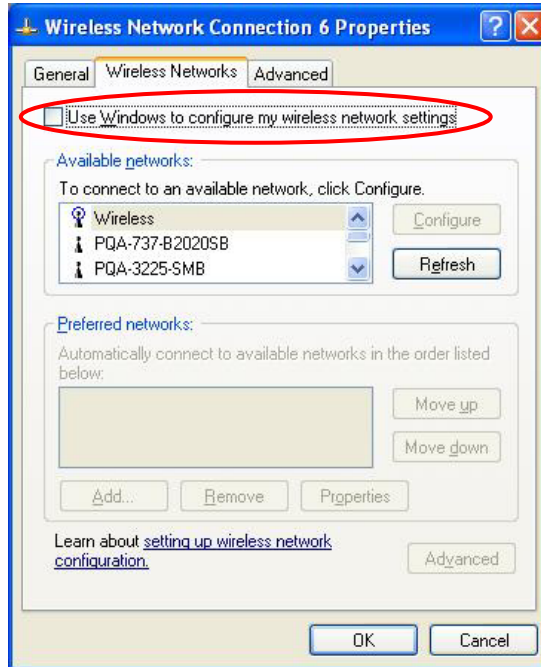 Wireless Network Connection 6 Properties
General Wireless Networks Advanced
Use Windows to configure my wireless network settings
Available networks:
To connect to an available network, click Configure.
Wireless
Configure
PQA-737-B2020SB
PQA-3225-SMB
Refresh
Preferred networks:
Automatically connect to available networks in the order listed
below:
Move up
Move down
Add... Remove Properties
Learn about setting up wireless network
configuration.
Advanced
OK Cancel